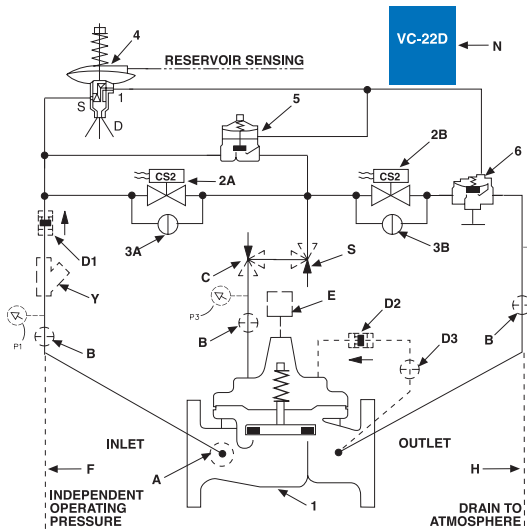 4
VC-22D
N
RESERVOIR SENSING
S
1
D
5
2B
CS2
2A
CS2
6
3A
3B
D1
C
S
Y
E
P3
D2
P1
B
B
D3
B
INLET
OUTLET
A
F
H
INDEPENDENT
OPERATING
PRESSURE
1
DRAIN TO
ATMOSPHERE